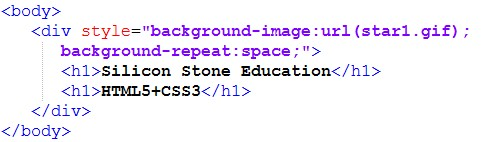 <body>
<div style="background-image:url(star1.gif);
background-repeat:space;">
<h1>Silicon Stone Education</h1>
<h1>HTML5+CSS3</h1>
</div>
</body>